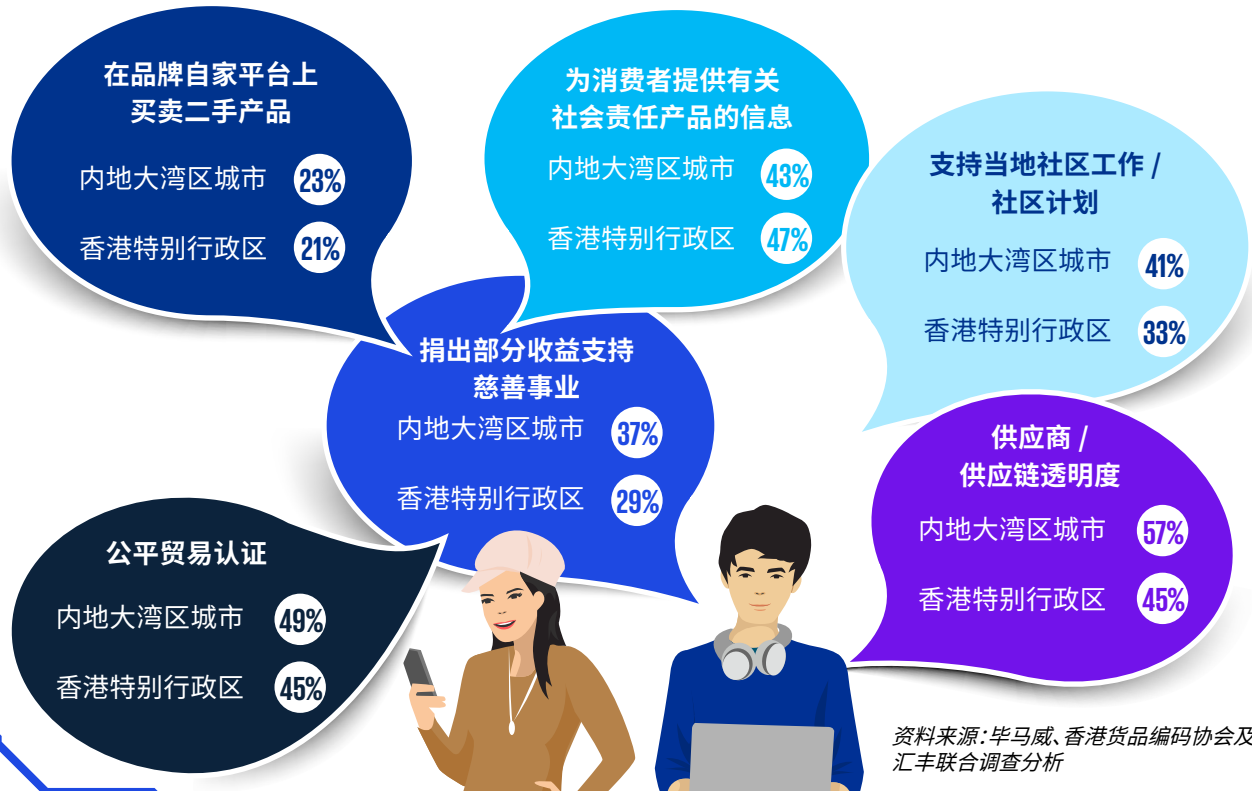 在品牌自家平台上
买卖二手产品
内地大湾区城市 23%
香港特别行政区 21%
为消费者提供有关
社会责任产品的信息
内地大湾区城市 43%
香港特别行政区 47%
支持当地社区工作 /
社区计划
内地大湾区城市 41%
香港特别行政区 33%
捐出部分收益支持
慈善事业
内地大湾区城市 37%
香港特别行政区 29%
供应商 /
供应链透明度
内地大湾区城市 57%
香港特别行政区 45%
公平贸易认证
内地大湾区城市 49%
香港特别行政区 45%
资料来源：毕马威、香港货品编码协会及
汇丰联合调查分析